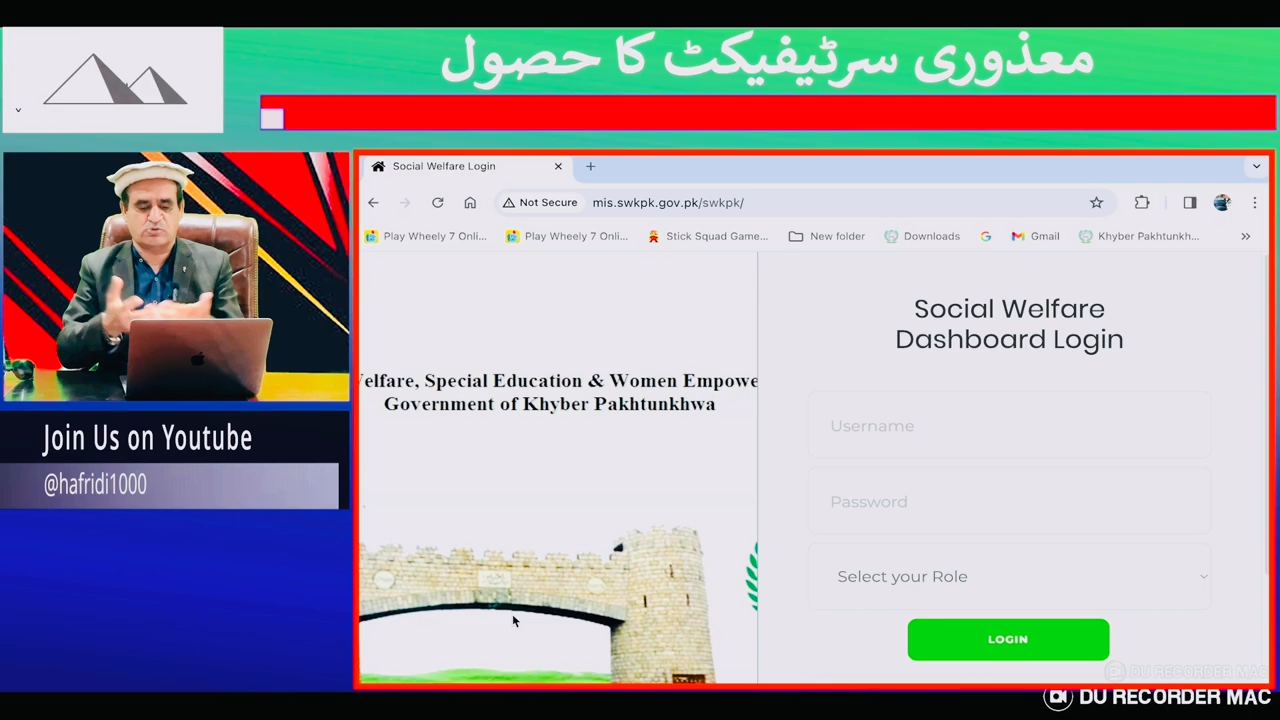 معذوری سرٹیفیکٹ کا حصول
Social Welfare Login
Not Secure
mis.swkpk.gov.pk/swkpk/
Play Wheely 7 Onli...
Play Wheely 7 Onli...
Stick Squad Game...
New folder
Downloads
Gmail
Khyber Pakhtunkh...
elfare, Special Education & Women Empowe
Government of Khyber Pakhtunkhwa
Social Welfare
Dashboard Login
Username
Password
Select your Role
LOGIN
Join Us on Youtube
@hafridi1000
DU RECORDER MAC
DU RECORDER MAC